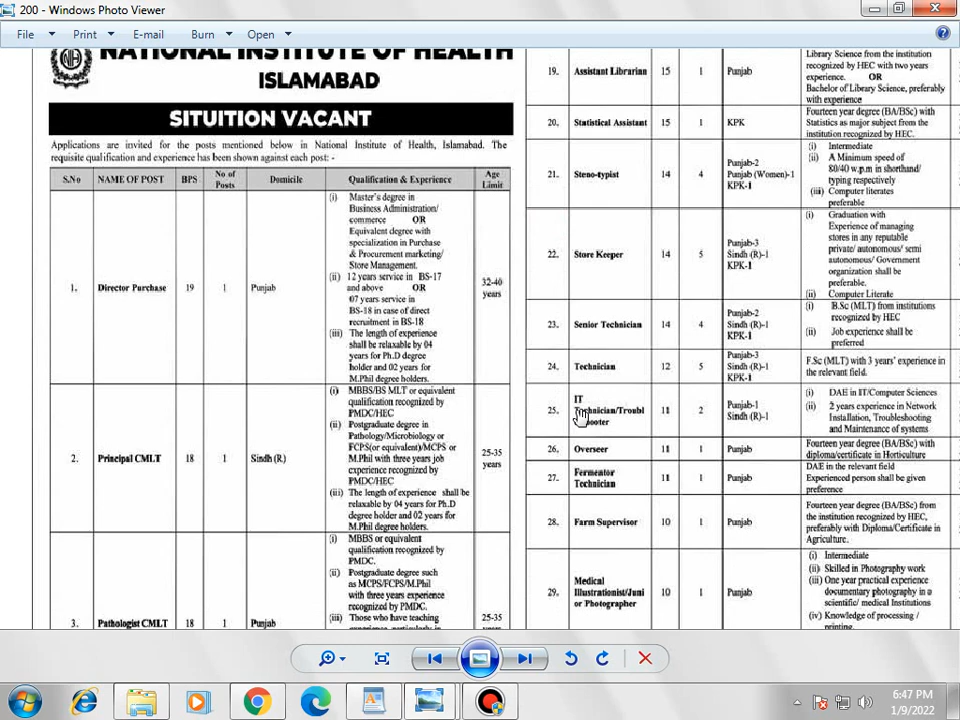 200 - Windows Photo Viewer
File Print E-mail Burn Open
NATIONAL INSTITUTE OF HEALTH
ISLAMABAD
SITUITION VACANT
Applications are invited for the posts mentioned below in National Institute of Health, Islamabad. The
requisite qualification and experience has been shown against each post: -
S.No NAME OF POST BPS No of Posts Domicile Qualification & Experience Age Limit
1. Director Purchase 19 1 Punjab
(i) Master's degree in
Business Administration/
commerce OR
Equivalent degree with
specialization in Purchase
& Procurement marketing/
Store Management.
(ii) 12 years service in BS-17
and above OR
07 years service in
BS-18 in case of direct
recruitment in BS-18
(iii) The length of experience
shall be relaxable by 04
years for Ph.D degree
holder and 02 years for
M.Phil degree holders.
32-40
years
2. Principal CMLT 18 1 Sindh (R)
(i) MBBS/BS MLT or equivalent
qualification recognized by
PMDC/HEC
(ii) Postgraduate degree in
Pathology/Microbiology or
FCPS(or equivalent)/MCPS or
M.Phil with three years job
experience recognized by
PMDC/HEC
(iii) The length of experience shall be
relaxable by 04 years for Ph.D
degree holder and 02 years for
M.Phil degree holders.
25-35
years
3. Pathologist CMLT 18 1 Punjab
(i) MBBS or equivalent
qualification recognized by
PMDC.
(ii) Postgraduate degree such
as MCPS/FCPS/M.Phil
with three years experience
recognized by PMDC.
(iii) Those who have teaching
25-35
years
19. Assistant Librarian 15 1 Punjab
Library Science from the institution
recognized by HEC with two years
experience. OR
Bachelor of Library Science, preferably
with experience
20. Statistical Assistant 15 1 KPK
Fourteen year degree (BA/BSc) with
Statistics as major subject from the
institution recognized by HEC.
21. Steno-typist 14 4
Punjab-2
Punjab (Women)-1
KPK-1
(i) Intermediate
(ii) A Minimum speed of
80/40 w.p.m in shorthand/
typing respectively
(iii) Computer literates
preferable
22. Store Keeper 14 5
Punjab-3
Sindh (R)-1
KPK-1
(i) Graduation with
Experience of managing
stores in any reputable
private/ autonomous/ semi
autonomous/ Government
organization shall be
preferable.
(ii) Computer Literate
23. Senior Technician 14 4
Punjab-2
Sindh (R)-1
KPK-1
(i) B.Sc (MLT) from institutions
recognized by HEC
(ii) Job experience shall be
preferred
24. Technician 12 5
Punjab-3
Sindh (R)-1
KPK-1
F.Sc (MLT) with 3 years' experience in
the relevant field.
25. IT
Technician/Troubl
ooter
11 2
Punjab-1
Sindh (R)-1
(i) DAE in IT/Computer Sciences
(ii) 2 years experience in Network
Installation, Troubleshooting
and Maintenance of systems
26. Overseer 11 1 Punjab
Fourteen year degree (BA/BSc) with
diploma/certificate in Horticulture
27. Fermentor
Technician
11 1 Punjab
DAE in the relevant field
Experienced person shall be given
preference
28. Farm Supervisor 10 1 Punjab
Fourteen year degree (BA/BSc) from
the institution recognized by HEC,
preferably with Diploma/Certificate in
Agriculture.
29. Medical
Illustrationist/Juni
or Photographer
10 1 Punjab
(i) Intermediate
(ii) Skilled in Photography work
(iii) One year practical experience
documentary photography in a
scientific/ medical Institutions
(iv) Knowledge of processing /
printing.
6:47 PM
1/9/2022